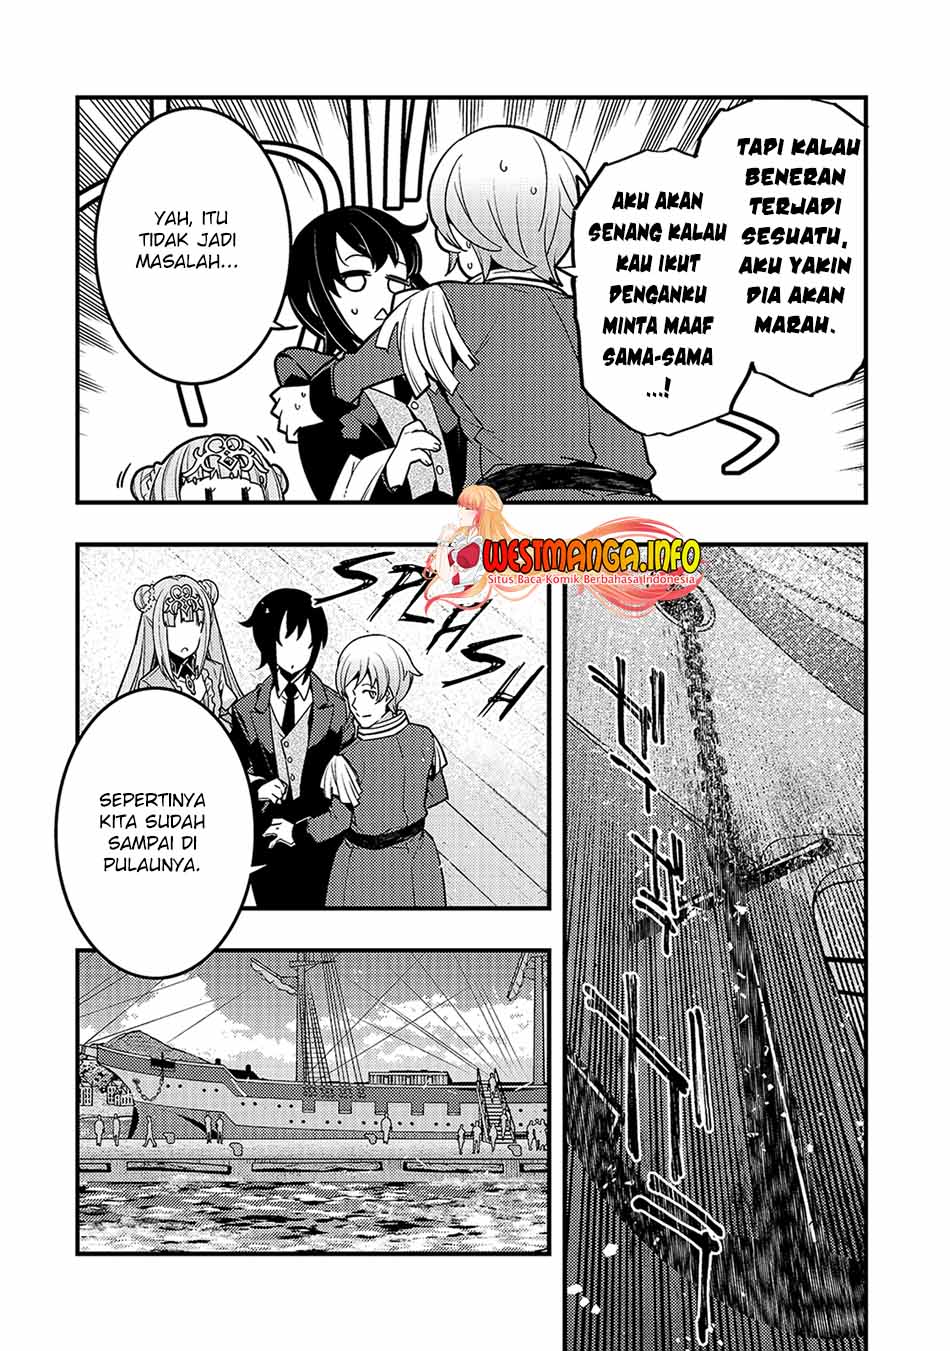 TAPI KALAU
BENERAN
TERJADI
SESUATU,
AKU YAKIN
DIA AKAN
MARAH.
AKU AKAN
SENANG KALAU
KAU IKUT
DENGANKU
MINTA MAAF
SAMA-SAMA
...!
YAH, ITU
TIDAK JADI
MASALAH...
WESTMANGA.INFO
Situs Baca Komik Berbahasa Indonesia
SPLASH
SPLASH
SEPERTINYA
KITA SUDAH
SAMPAI DI
PULAUNYA.